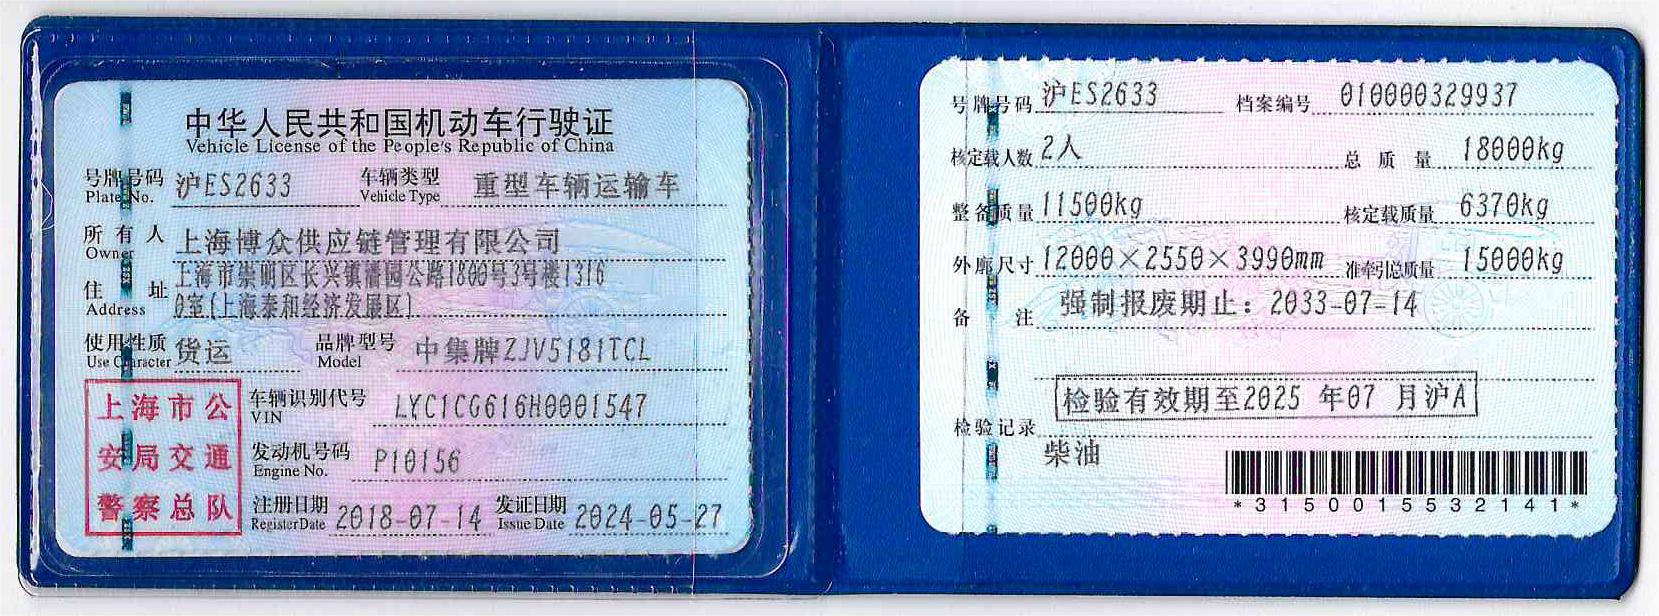 中华人民共和国机动车行驶证
Vehicle License of the People's Republic of China
号牌号码 沪ES2633 车辆类型 重型车辆运输车
Plate No. Vehicle Type
所有人 上海博众供应链管理有限公司
Owner
住址 上海市崇明区长兴镇潘园公路1800号3号楼1316
Address 0室(上海泰和经济发展区)
使用性质 货运 品牌型号 中集牌ZJV5181TCL
Use Character Model
上海市公
安局交通
警察总队
车辆识别代号 LYC1CG616H0001547
VIN
发动机号码 P10156
Engine No.
注册日期 2018-07-14 发证日期 2024-05-27
Register Date Issue Date
号牌号码 沪ES2633 档案编号 010000329937
核定载人数 2人 总质量 18000kg
整备质量 11500kg 核定载质量 6370kg
外廓尺寸 12000×2550×3990mm 准牵引总质量 15000kg
备注 强制报废期止：2033-07-14
检验有效期至2025 年07 月沪A
检验记录
柴油
*3150015532141*